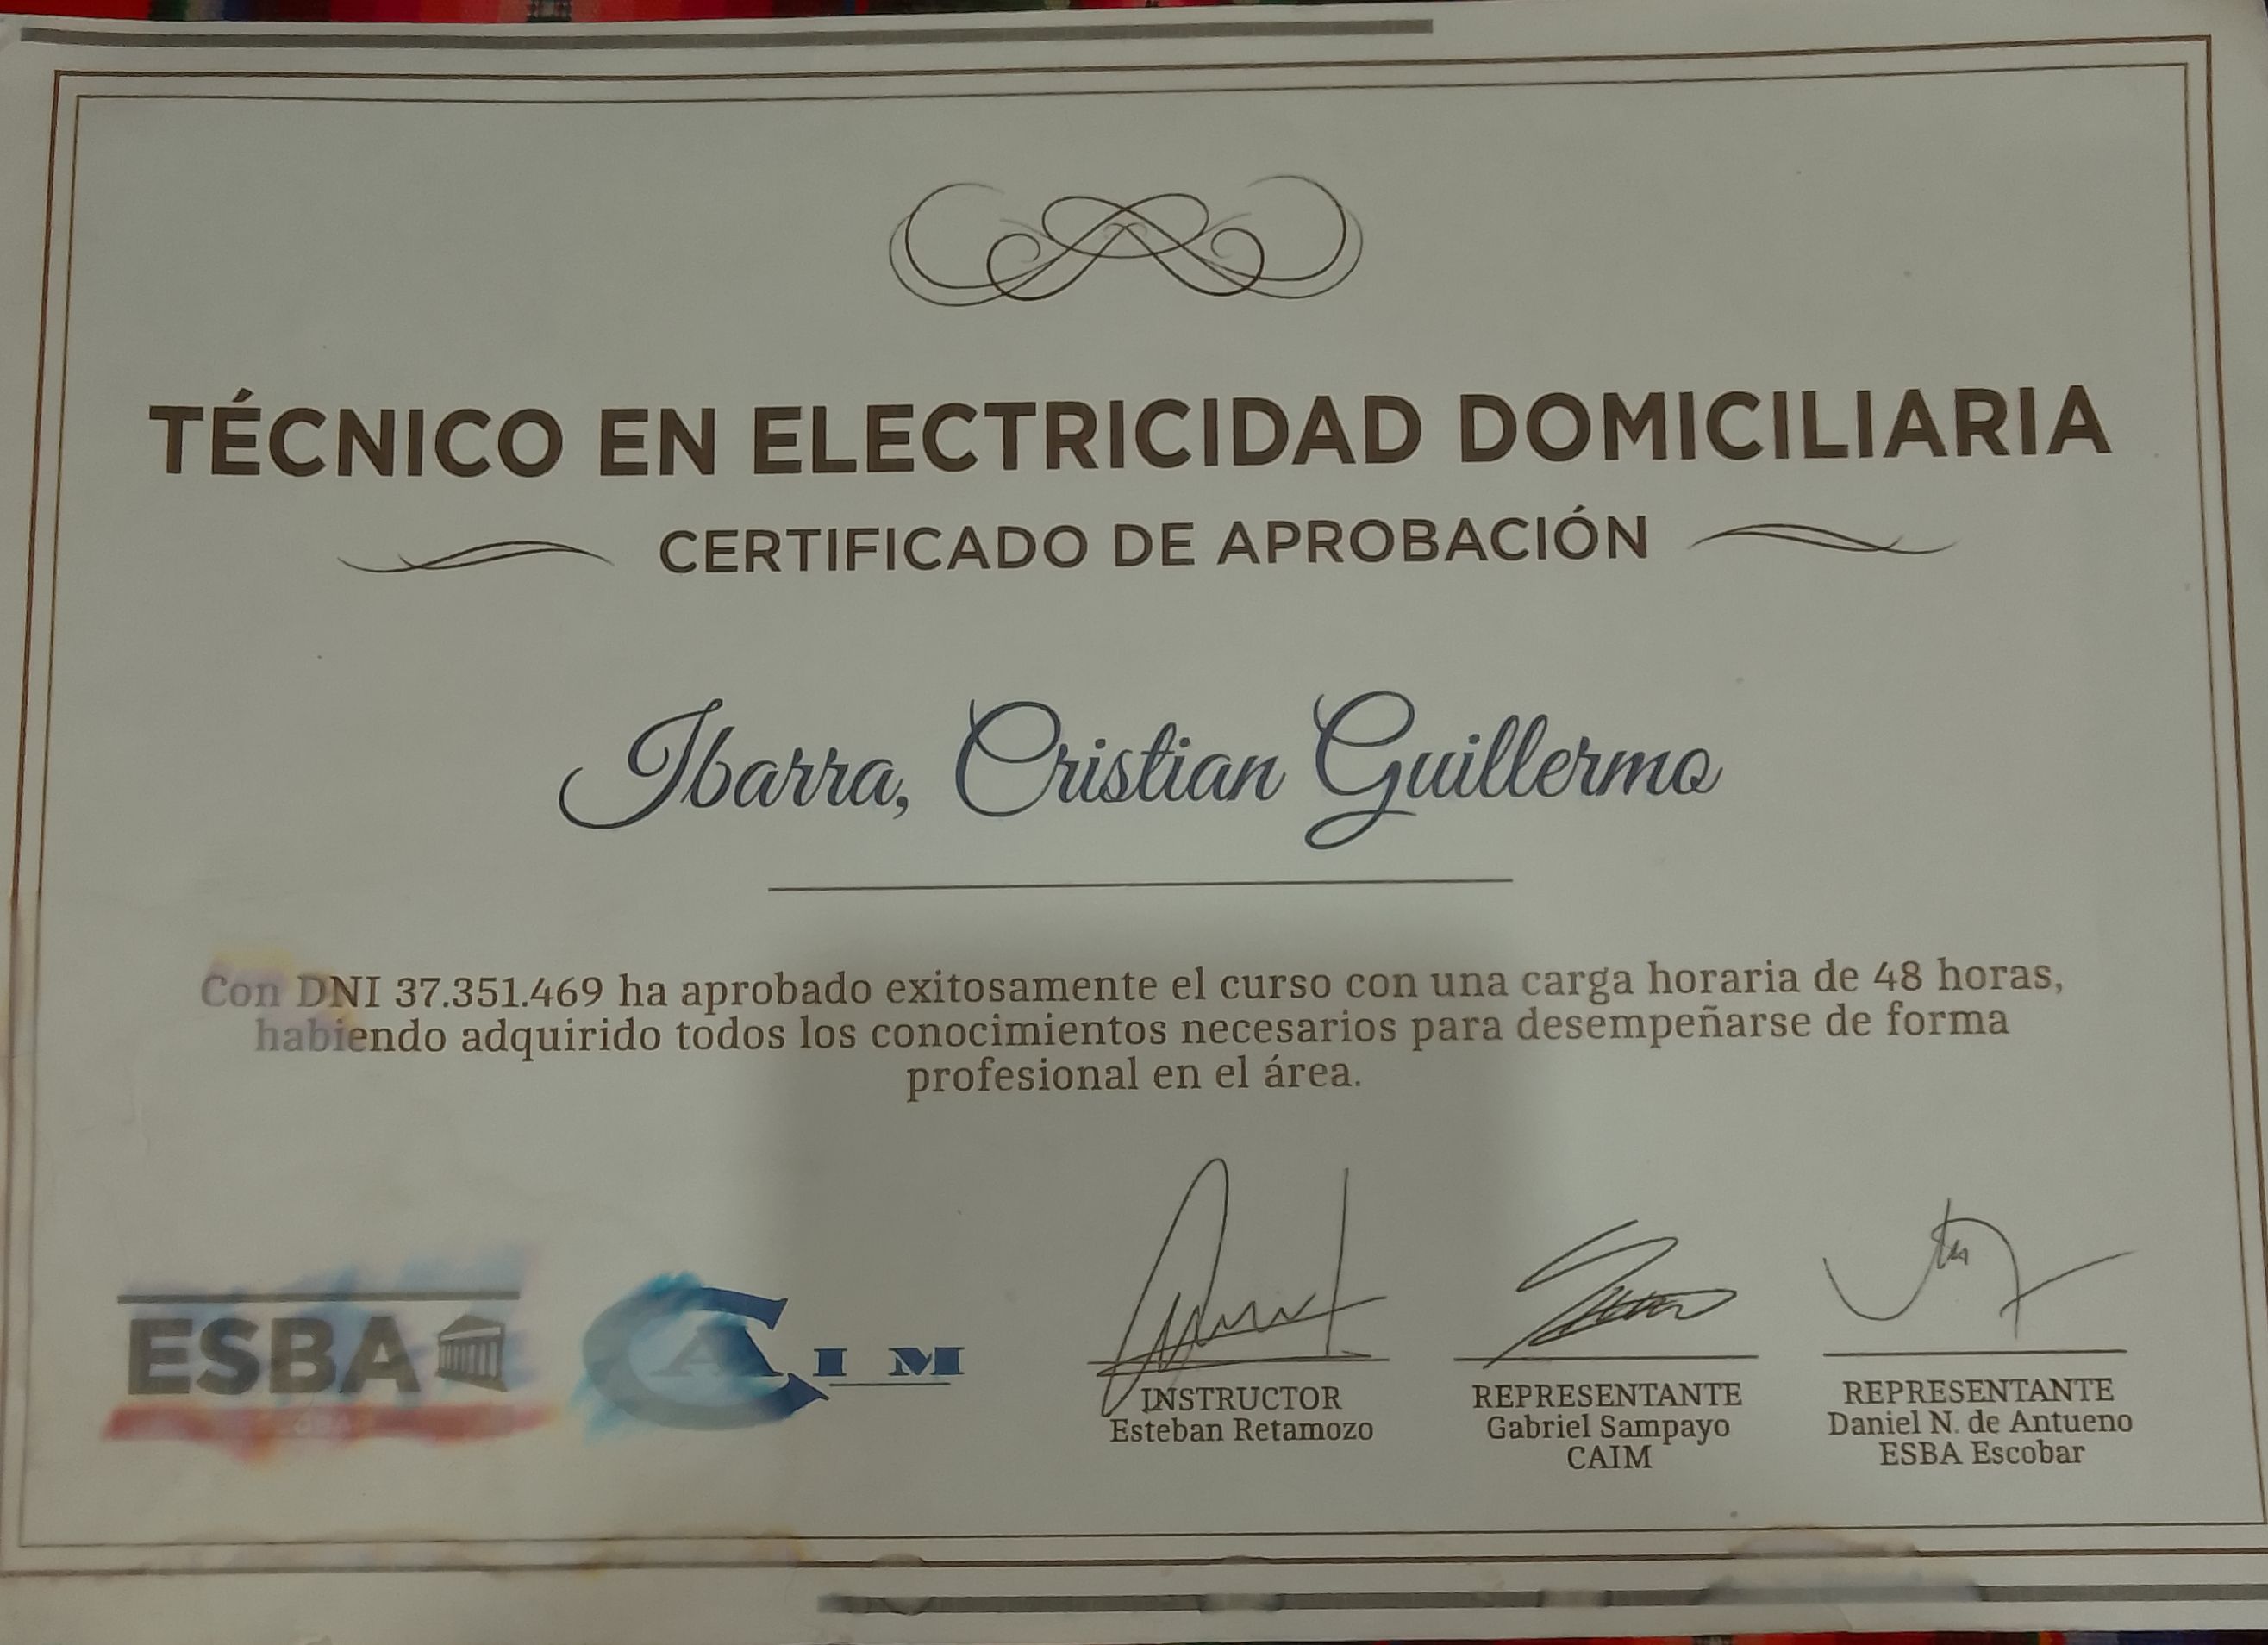 TÉCNICO EN ELECTRICIDAD DOMICILIARIA
CERTIFICADO DE APROBACIÓN
Ibarra, Cristian Guillermo
Con DNI 37.351.469 ha aprobado exitosamente el curso con una carga horaria de 48 horas,
habiendo adquirido todos los conocimientos necesarios para desempeñarse de forma
profesional en el área.
ESBA
CAIM
INSTRUCTOR
Esteban Retamozo
REPRESENTANTE
Gabriel Sampayo
CAIM
REPRESENTANTE
Daniel N. de Antueno
ESBA Escobar